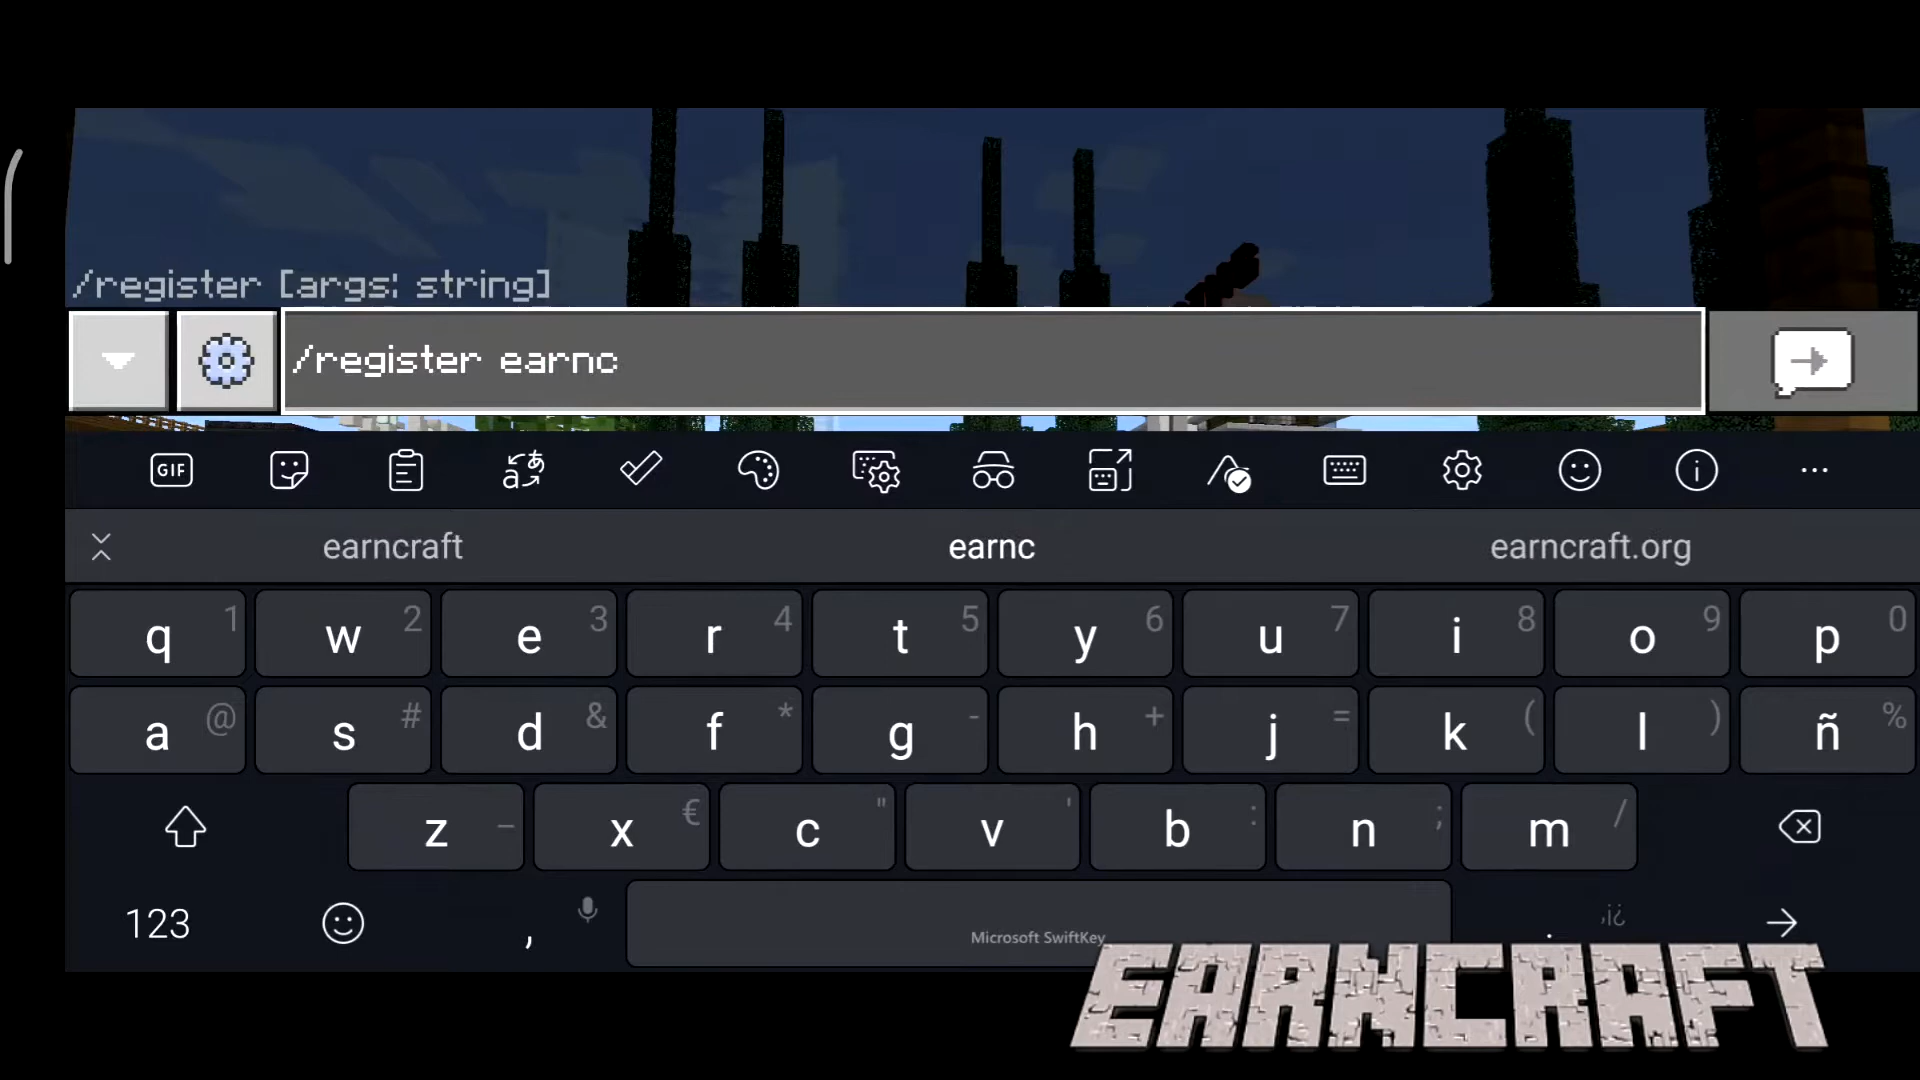 /register [args: string]
/register earnc
GIF
earncraft earnc earncraft.org
q 1 w 2 e 3 r 4 t 5 y 6 u 7 i 8 o 9 p 0
a @ s # d & f * g - h + j = k ( l ) ñ %
z _ x € c " v ' b : n ; m /
123 , Microsoft SwiftKey . ,!¿
EARNCRAFT